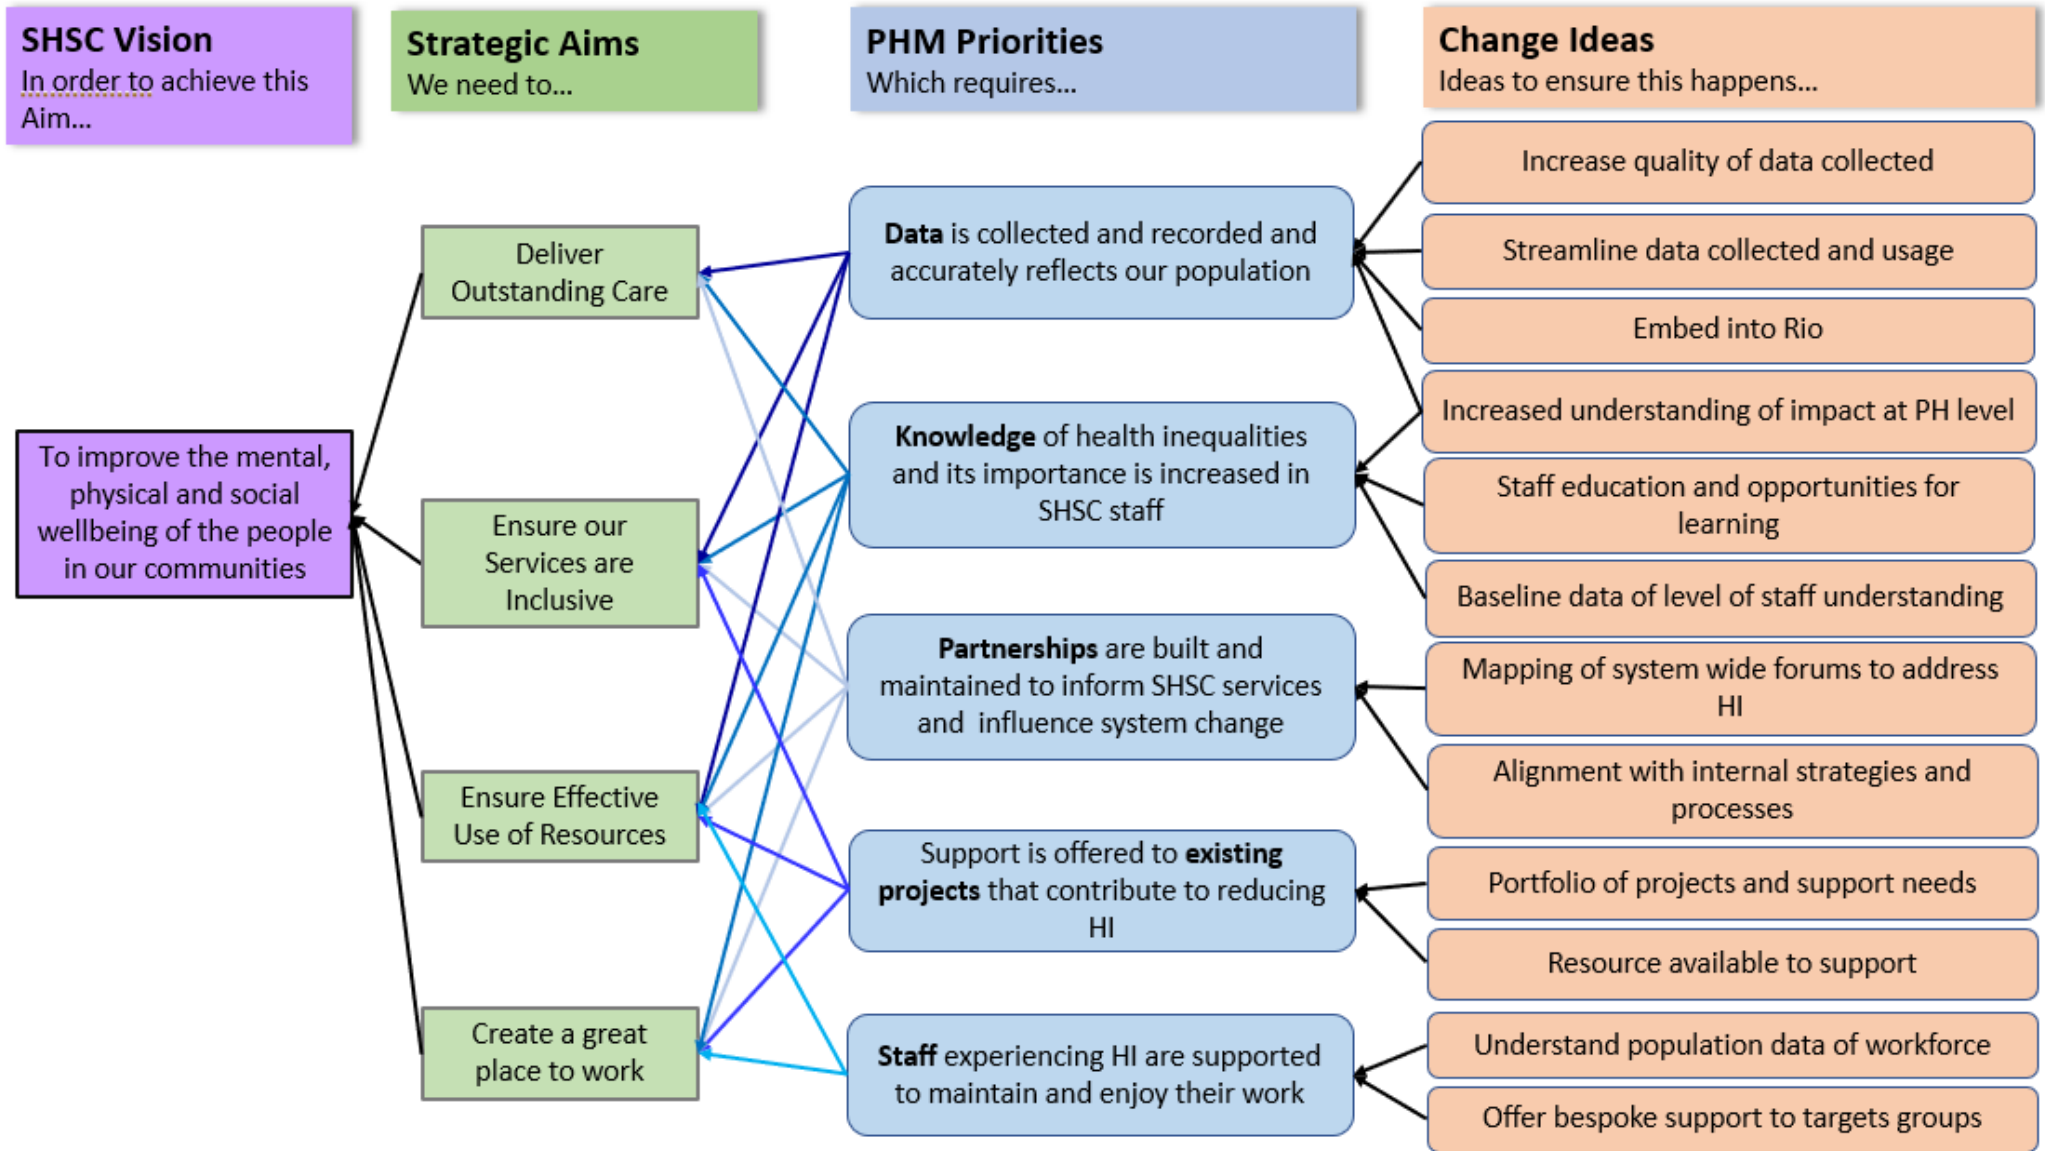 SHSC Vision
In order to achieve this
Aim...
Strategic Aims
We need to...
PHM Priorities
Which requires...
Change Ideas
Ideas to ensure this happens...
To improve the mental,
physical and social
wellbeing of the people
in our communities
Deliver
Outstanding Care
Ensure our
Services are
Inclusive
Ensure Effective
Use of Resources
Create a great
place to work
Data is collected and recorded and
accurately reflects our population
Knowledge of health inequalities
and its importance is increased in
SHSC staff
Partnerships are built and
maintained to inform SHSC services
and  influence system change
Support is offered to existing
projects that contribute to reducing
HI
Staff experiencing HI are supported
to maintain and enjoy their work
Increase quality of data collected
Streamline data collected and usage
Embed into Rio
Increased understanding of impact at PH level
Staff education and opportunities for
learning
Baseline data of level of staff understanding
Mapping of system wide forums to address
HI
Alignment with internal strategies and
processes
Portfolio of projects and support needs
Resource available to support
Understand population data of workforce
Offer bespoke support to targets groups